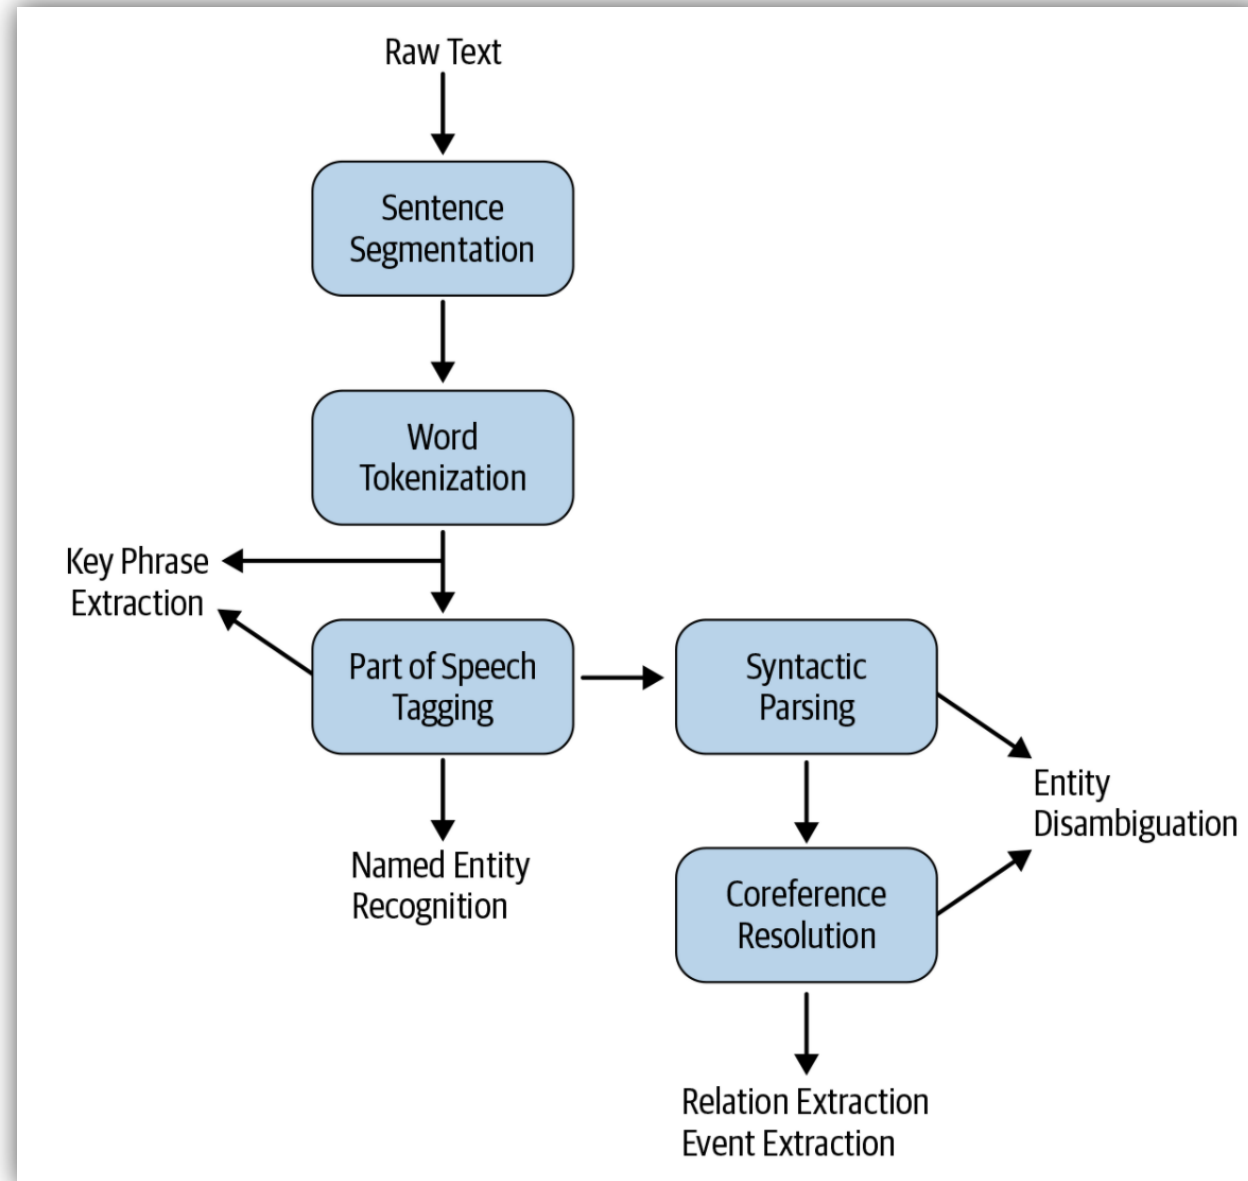 Raw Text
Sentence
Segmentation
Word
Tokenization
Key Phrase
Extraction
Part of Speech
Tagging
Syntactic
Parsing
Entity
Disambiguation
Named Entity
Recognition
Coreference
Resolution
Relation Extraction
Event Extraction